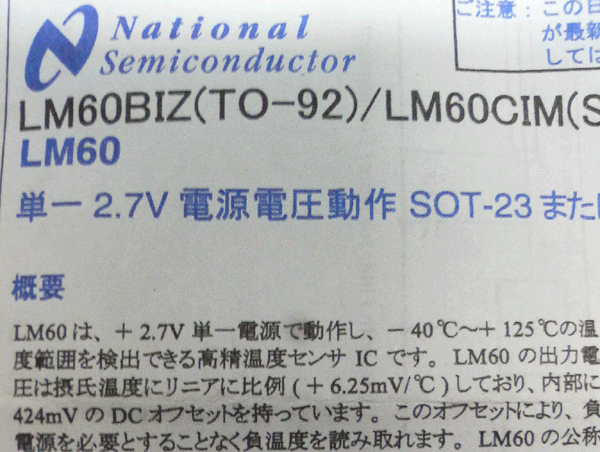 National
Semiconductor
ご注意：この日
が最新
しては
LM60BIZ(TO-92)/LM60CIM(S
LM60
単一 2.7V 電源電圧動作 SOT-23 また
概要
LM60 は、＋2.7V 単一電源で動作し、－40℃～＋125℃の温
度範囲を検出できる高精温度センサ IC です。LM60 の出力電
圧は摂氏温度にリニアに比例 (＋6.25mV/℃) しており、内部に
424mV の DC オフセットを持っています。このオフセットにより、負
電源を必要とすることなく負温度を読み取れます。LM60 の公称